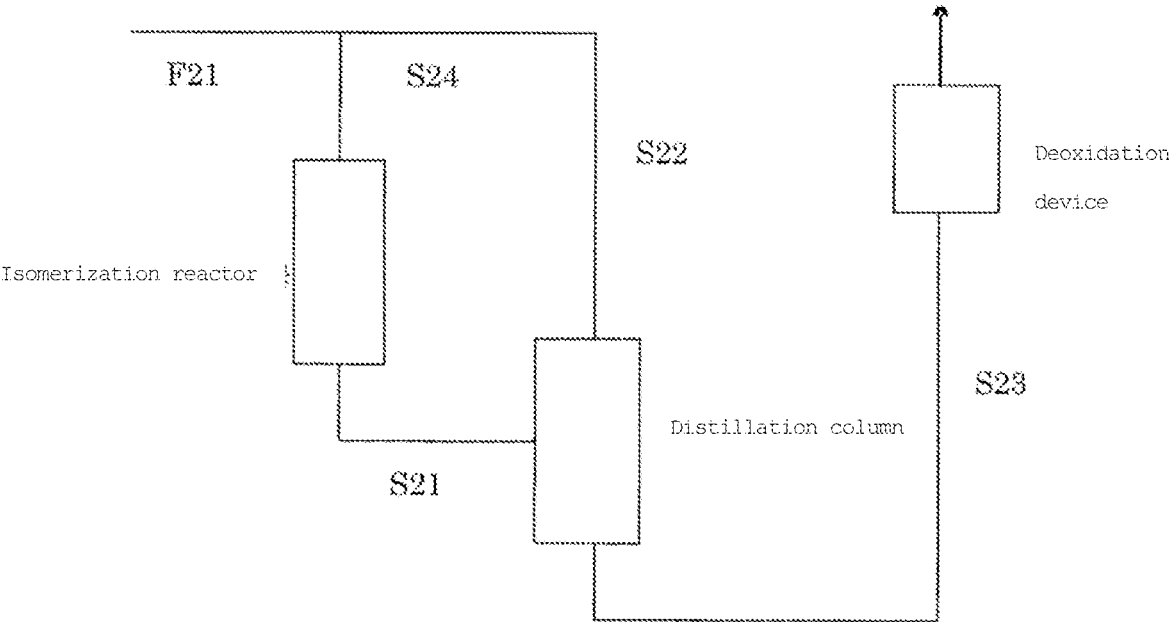 F21
S24
S22
Deoxidation
device
Isomerization reactor
S23
Distillation column
S21